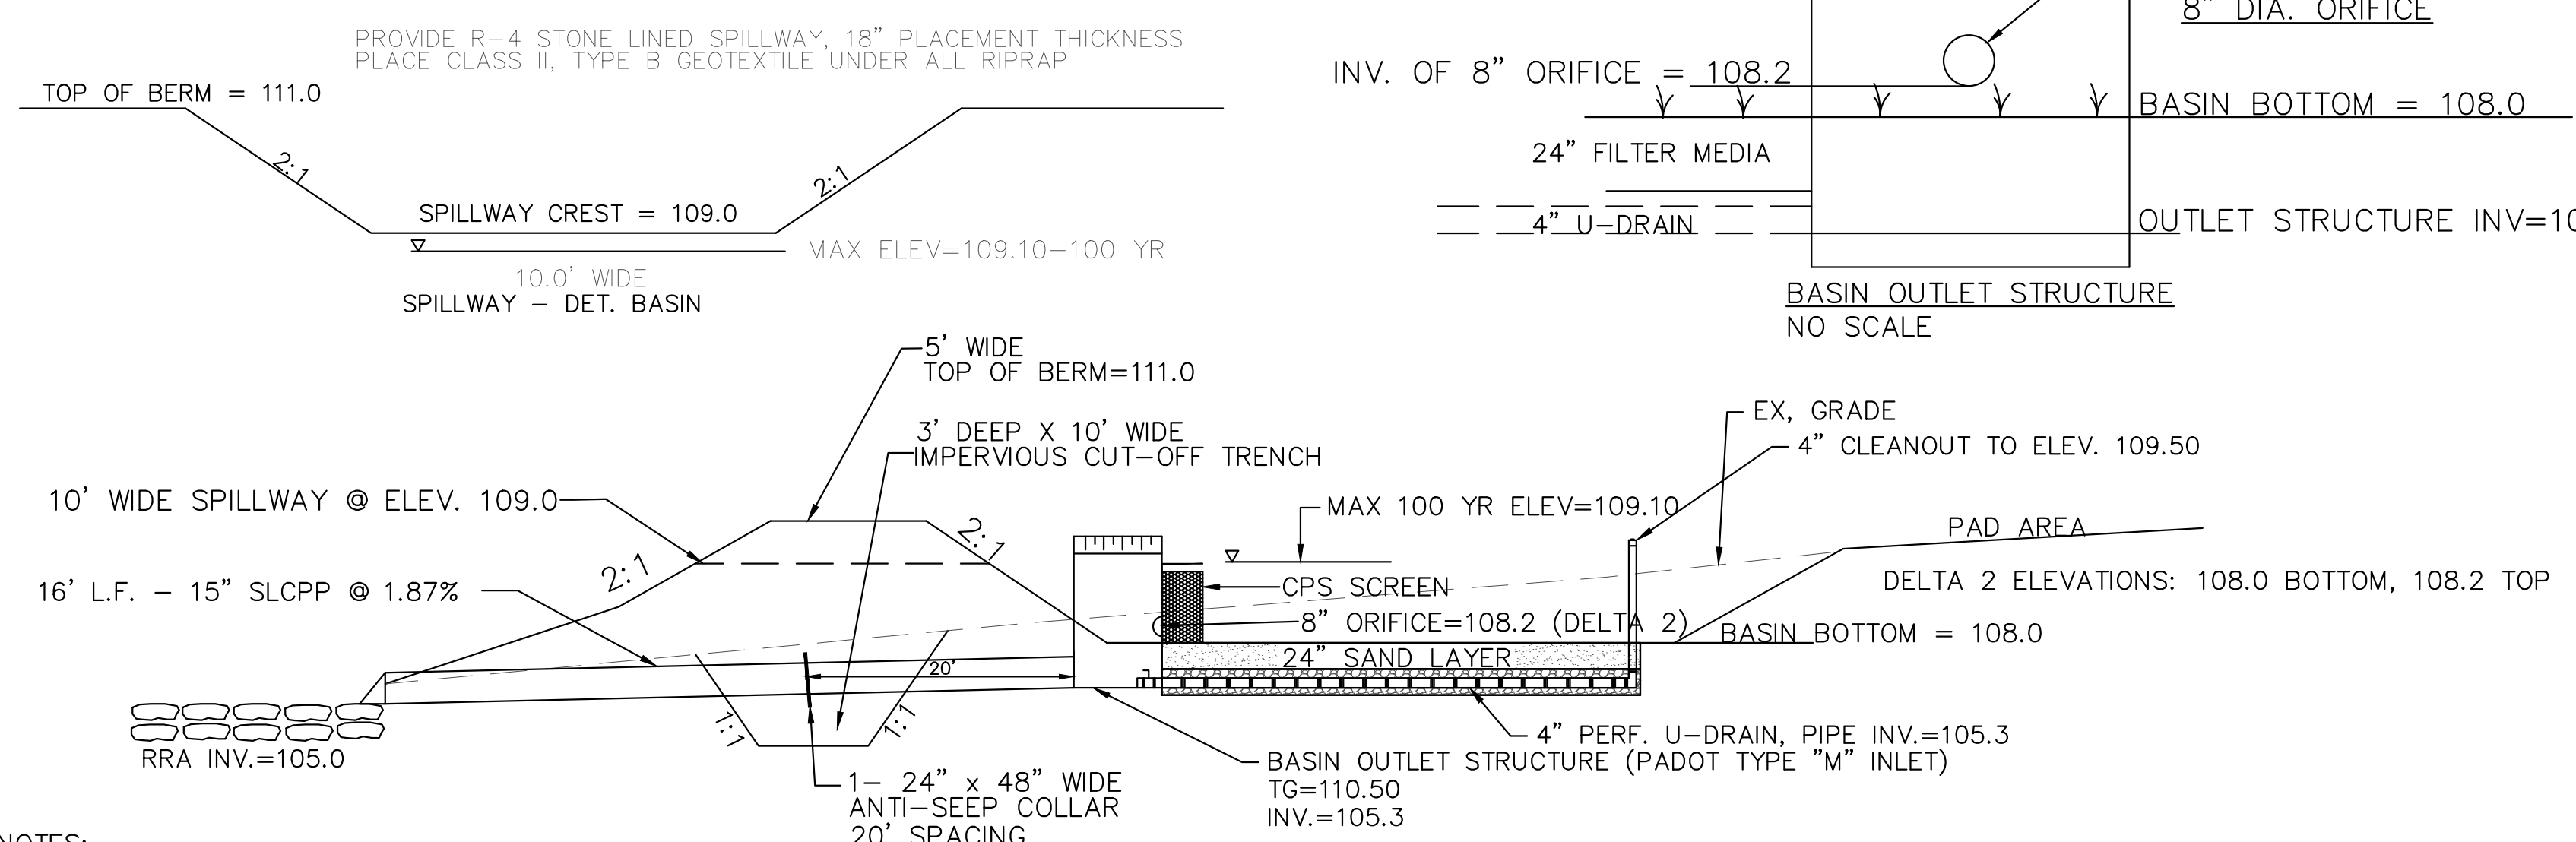 PROVIDE R-4 STONE LINED SPILLWAY, 18" PLACEMENT THICKNESS
PLACE CLASS II, TYPE B GEOTEXTILE UNDER ALL RIPRAP
TOP OF BERM = 111.0
2:1
2:1
SPILLWAY CREST = 109.0
MAX ELEV=109.10-100 YR
10.0' WIDE
SPILLWAY - DET. BASIN
8" DIA. ORIFICE
INV. OF 8" ORIFICE = 108.2
BASIN BOTTOM = 108.0
24" FILTER MEDIA
4" U-DRAIN
OUTLET STRUCTURE INV=10
BASIN OUTLET STRUCTURE
NO SCALE
5' WIDE
TOP OF BERM=111.0
3' DEEP X 10' WIDE
IMPERVIOUS CUT-OFF TRENCH
EX, GRADE
4" CLEANOUT TO ELEV. 109.50
10' WIDE SPILLWAY @ ELEV. 109.0
MAX 100 YR ELEV=109.10
2:1
2:1
PAD AREA
16' L.F. - 15" SLCPP @ 1.87%
CPS SCREEN
DELTA 2 ELEVATIONS: 108.0 BOTTOM, 108.2 TOP
8" ORIFICE=108.2 (DELTA 2)
BASIN BOTTOM = 108.0
24" SAND LAYER
20'
1:1
1:1
4" PERF. U-DRAIN, PIPE INV.=105.3
RRA INV.=105.0
BASIN OUTLET STRUCTURE (PADOT TYPE "M" INLET)
TG=110.50
INV.=105.3
1- 24" x 48" WIDE
ANTI-SEEP COLLAR
20' SPACING
NOTES: